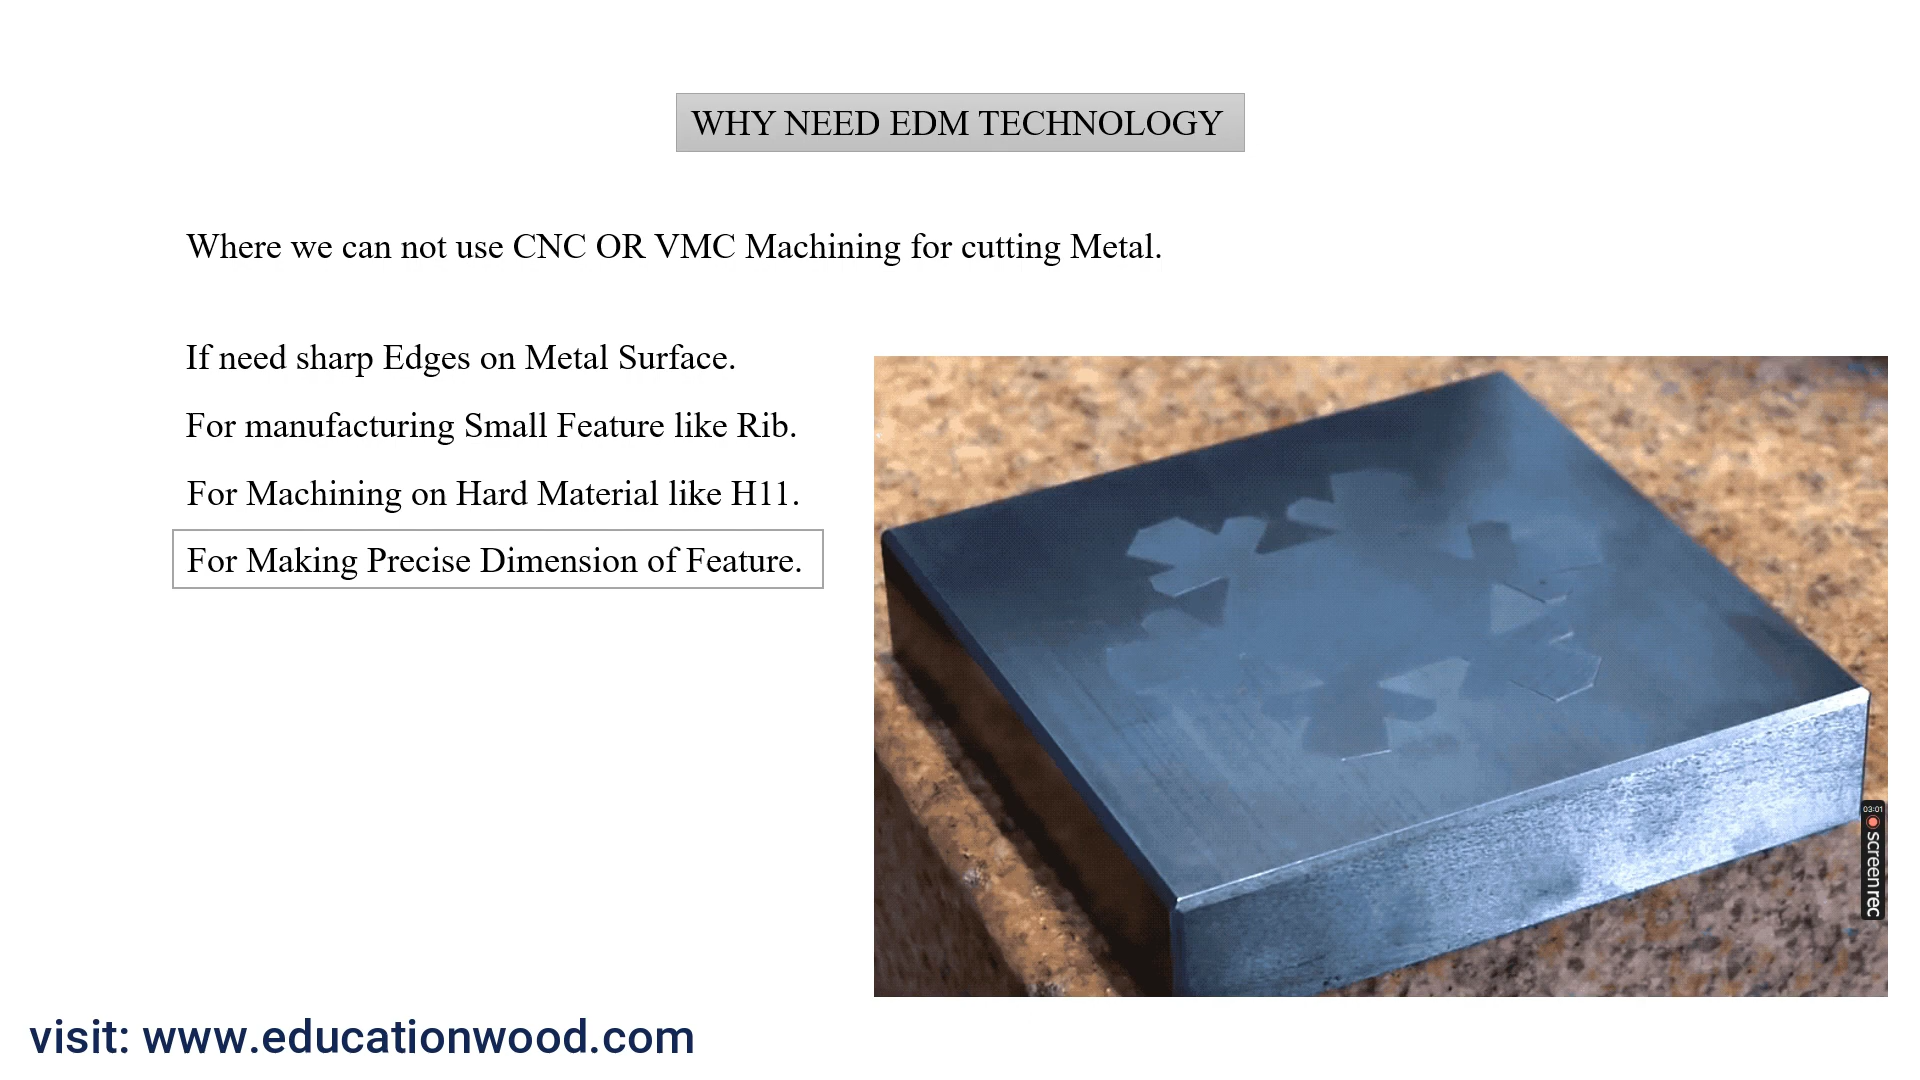 WHY NEED EDM TECHNOLOGY
Where we can not use CNC OR VMC Machining for cutting Metal.
If need sharp Edges on Metal Surface.
For manufacturing Small Feature like Rib.
For Machining on Hard Material like H11.
For Making Precise Dimension of Feature.
03:01
screenrec
visit: www.educationwood.com